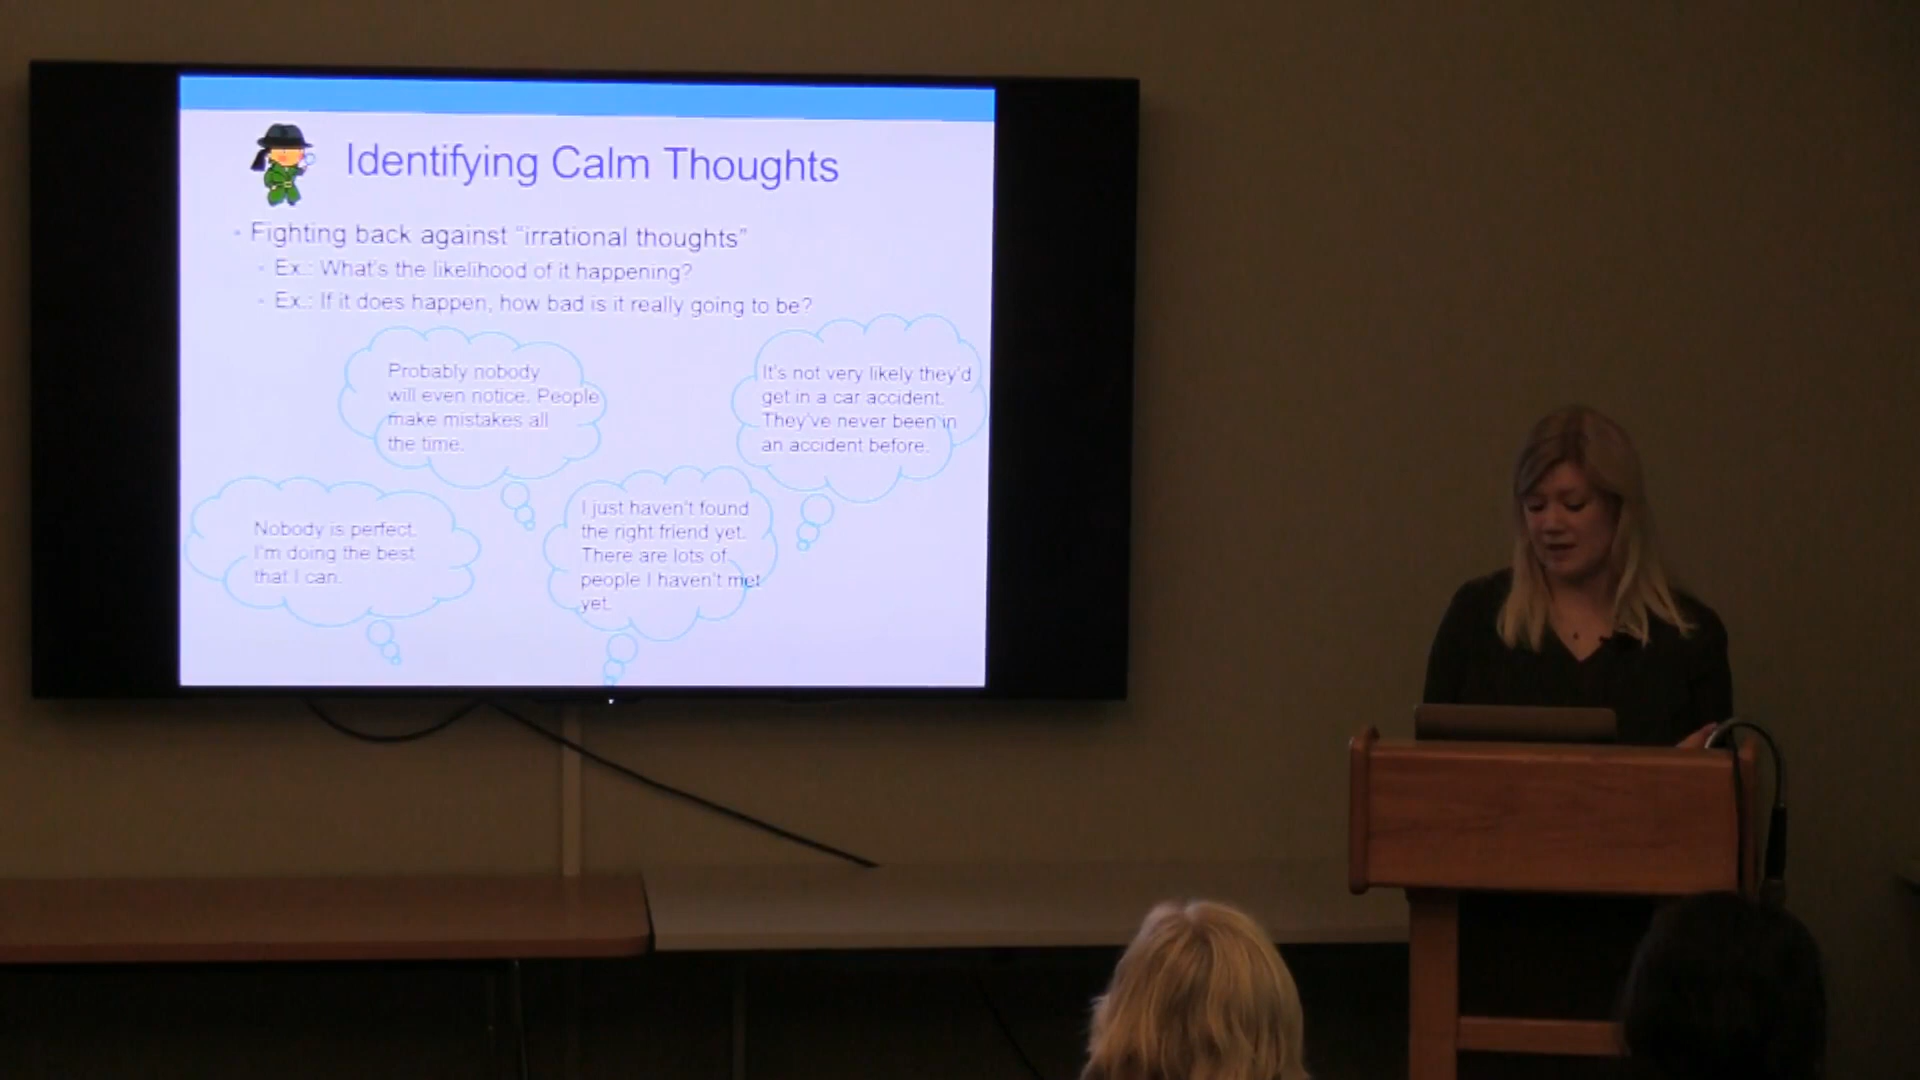 Identifying Calm Thoughts
Fighting back against “irrational thoughts”
Ex.: What's the likelihood of it happening?
Ex.: If it does happen, how bad is it really going to be?
Probably nobody
will even notice. People
make mistakes all
the time.
It's not very likely they'd
get in a car accident.
They've never been in
an accident before.
Nobody is perfect.
I'm doing the best
that I can.
I just haven't found
the right friend yet.
There are lots of
people I haven't met
yet.